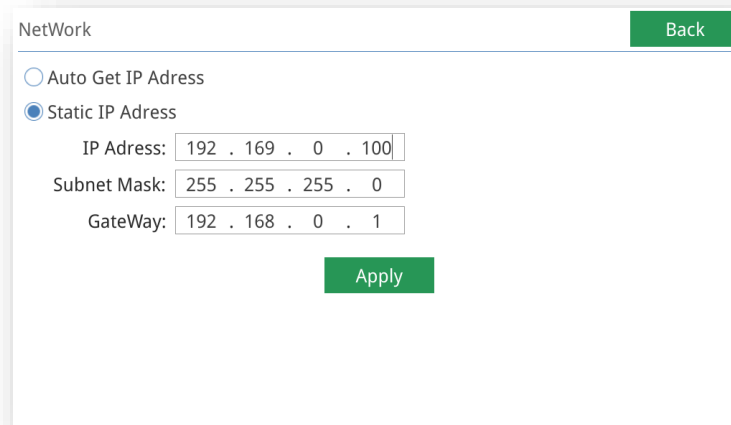 NetWork
Back
Auto Get IP Adress
Static IP Adress
IP Adress: 192 . 169 . 0 . 100
Subnet Mask: 255 . 255 . 255 . 0
GateWay: 192 . 168 . 0 . 1
Apply